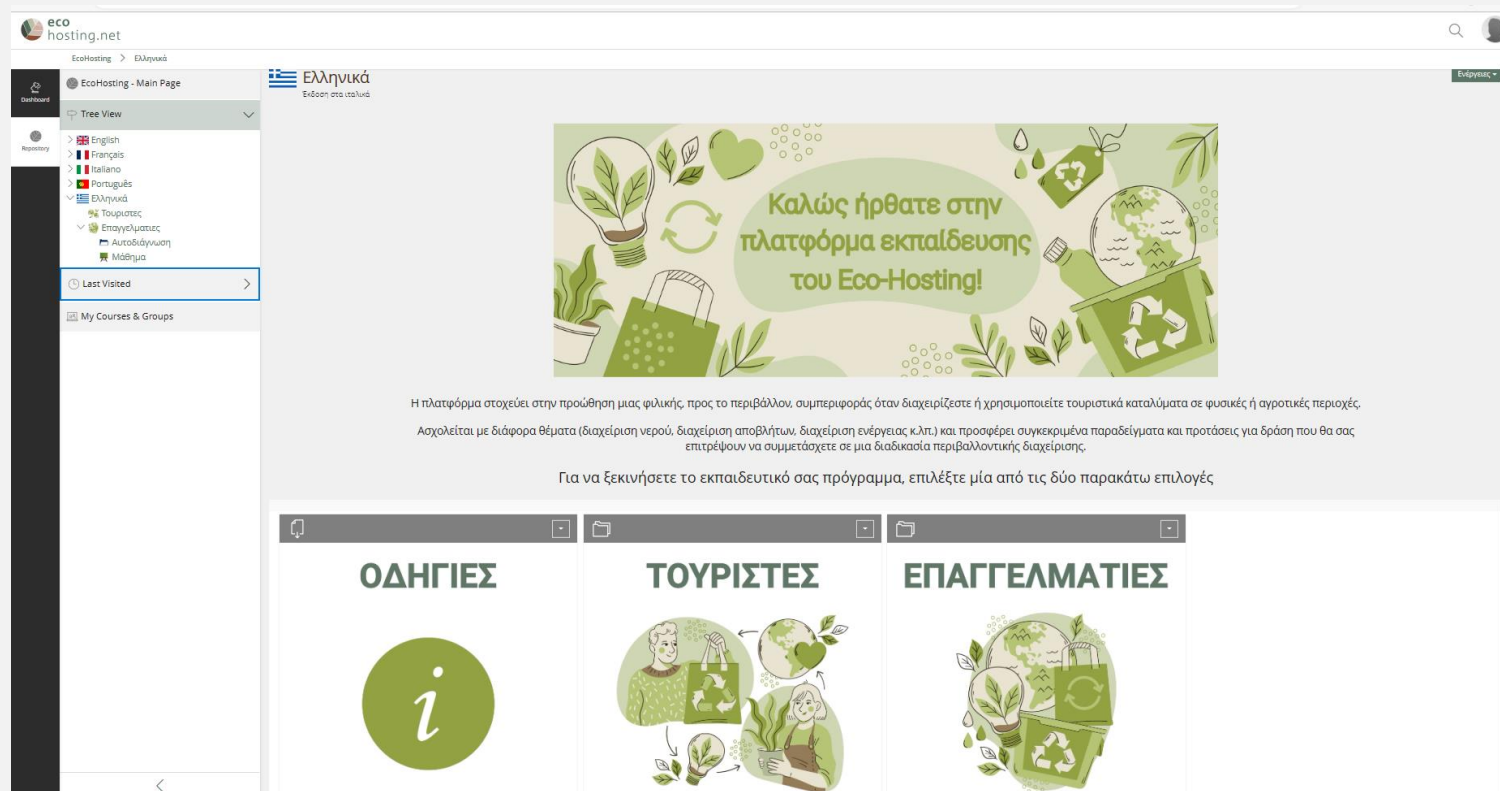 eco
hosting.net
EcoHosting > Ελληνικά
Dashboard
Repository
EcoHosting - Main Page
Tree View
English
Français
Italiano
Português
Ελληνικά
Τουριστες
Επαγγελματιες
Αυτοδιάγνωση
Μάθημα
Last Visited
My Courses & Groups
Ελληνικά
Έκδοση στα ιταλικά
Ενέργειες
Καλώς ήρθατε στην
πλατφόρμα εκπαίδευσης
του Eco-Hosting!
Η πλατφόρμα στοχεύει στην προώθηση μιας φιλικής, προς το περιβάλλον, συμπεριφοράς όταν διαχειρίζεστε ή χρησιμοποιείτε τουριστικά καταλύματα σε φυσικές ή αγροτικές περιοχές.
Ασχολείται με διάφορα θέματα (διαχείριση νερού, διαχείριση αποβλήτων, διαχείριση ενέργειας κ.λπ.) και προσφέρει συγκεκριμένα παραδείγματα και προτάσεις για δράση που θα σας
επιτρέψουν να συμμετάσχετε σε μια διαδικασία περιβαλλοντικής διαχείρισης.
Για να ξεκινήσετε το εκπαιδευτικό σας πρόγραμμα, επιλέξτε μία από τις δύο παρακάτω επιλογές
ΟΔΗΓΙΕΣ
ΤΟΥΡΙΣΤΕΣ
ΕΠΑΓΓΕΛΜΑΤΙΕΣ
i